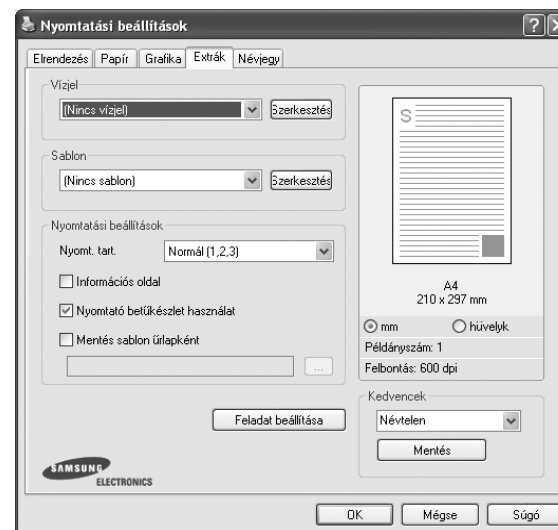 Nyomtatási beállítások
Elrendezés Papír Grafika Extrák Névjegy
Vízjel
(Nincs vízjel) Szerkesztés
Sablon
(Nincs sablon) Szerkesztés
Nyomtatási beállítások
Nyomt. tart. Normál (1,2,3)
Információs oldal
Nyomtató betűkészlet használat
Mentés sablon űrlapként
...
Feladat beállítása
SAMSUNG
ELECTRONICS
S
A4
210 x 297 mm
mm hüvelyk
Példányszám: 1
Felbontás: 600 dpi
Kedvencek
Névtelen
Mentés
OK Mégse Súgó